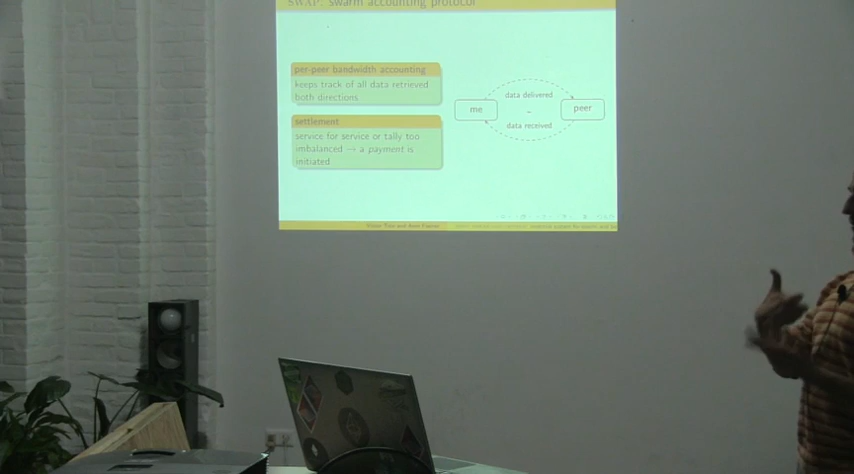 SWAP: swarm accounting protocol
per-peer bandwidth accounting
keeps track of all data retrieved
both directions
settlement
service for service or tally too
imbalanced → a payment is
initiated
data delivered
me
–
peer
data received